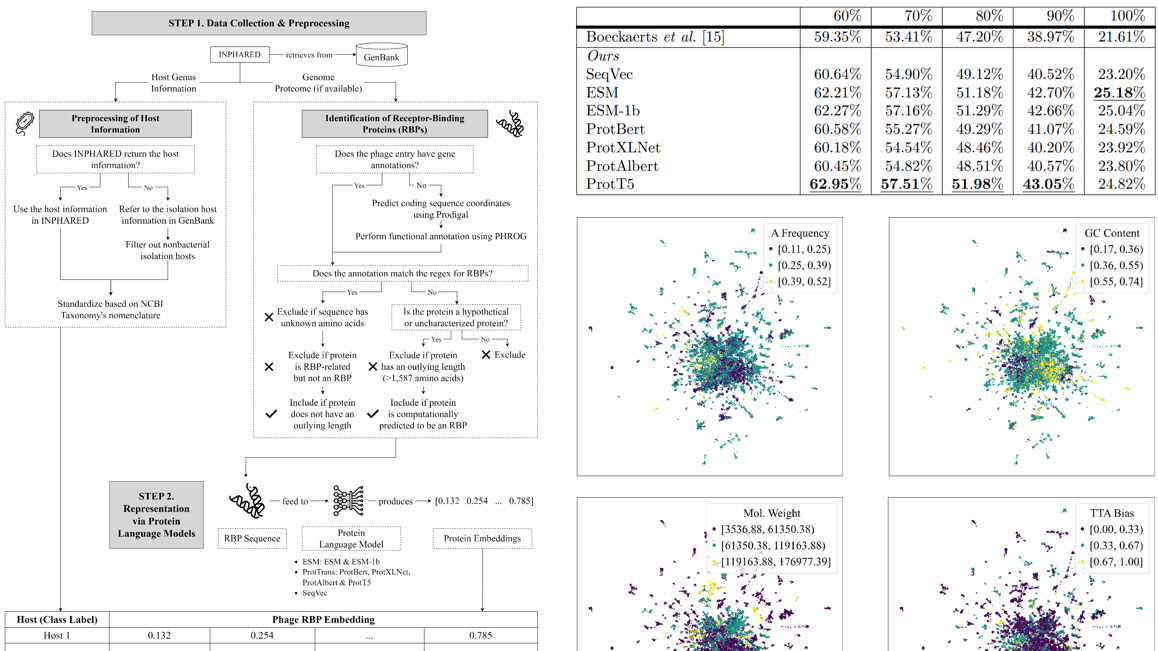 STEP 1. Data Collection & Preprocessing
INPHARED
retrieves from
GenBank
Host Genus
Information
Genome
Proteome (if available)
Preprocessing of Host
Information
Does INPHARED return the host
information?
Yes
No
Use the host information
in INPHARED
Refer to the isolation host
information in GenBank
Filter out nonbacterial
isolation hosts
Standardize based on NCBI
Taxonomy's nomenclature
Identification of Receptor-Binding
Proteins (RBPs)
Does the phage entry have gene
annotations?
Yes
No
Predict coding sequence coordinates
using Prodigal
Perform functional annotation using PHROG
Does the annotation match the regex for RBPs?
Yes
No
Exclude if sequence has
unknown amino acids
Is the protein a hypothetical
or uncharacterized protein?
Yes
No
Exclude if protein
is RBP-related
but not an RBP
Exclude if protein
has an outlying length
(>1,587 amino acids)
Exclude
Include if protein
does not have an
outlying length
Include if protein
is computationally
predicted to be an RBP
STEP 2.
Representation
via Protein
Language Models
feed to
produces
[0.132 0.254 ... 0.785]
RBP Sequence
Protein
Language Model
Protein Embeddings
• ESM: ESM & ESM-1b
• ProtTrans: ProtBert, ProtXLNet,
ProtAlbert & ProtT5
• SeqVec
Host (Class Label) Phage RBP Embedding
Host 1 0.132 0.254 ... 0.785
60% 70% 80% 90% 100%
Boeckaerts et al. [15] 59.35% 53.41% 47.20% 38.97% 21.61%
Ours
SeqVec 60.64% 54.90% 49.12% 40.52% 23.20%
ESM 62.21% 57.13% 51.18% 42.70% 25.18%
ESM-1b 62.27% 57.16% 51.29% 42.66% 25.04%
ProtBert 60.58% 55.27% 49.29% 41.07% 24.59%
ProtXLNet 60.18% 54.54% 48.46% 40.20% 23.92%
ProtAlbert 60.45% 54.82% 48.51% 40.57% 23.80%
ProtT5 62.95% 57.51% 51.98% 43.05% 24.82%
A Frequency
[0.11, 0.25)
[0.25, 0.39)
[0.39, 0.52]
GC Content
[0.17, 0.36)
[0.36, 0.55)
[0.55, 0.74]
Mol. Weight
[3536.88, 61350.38)
[61350.38, 119163.88)
[119163.88, 176977.39]
TTA Bias
[0.00, 0.33)
[0.33, 0.67)
[0.67, 1.00]